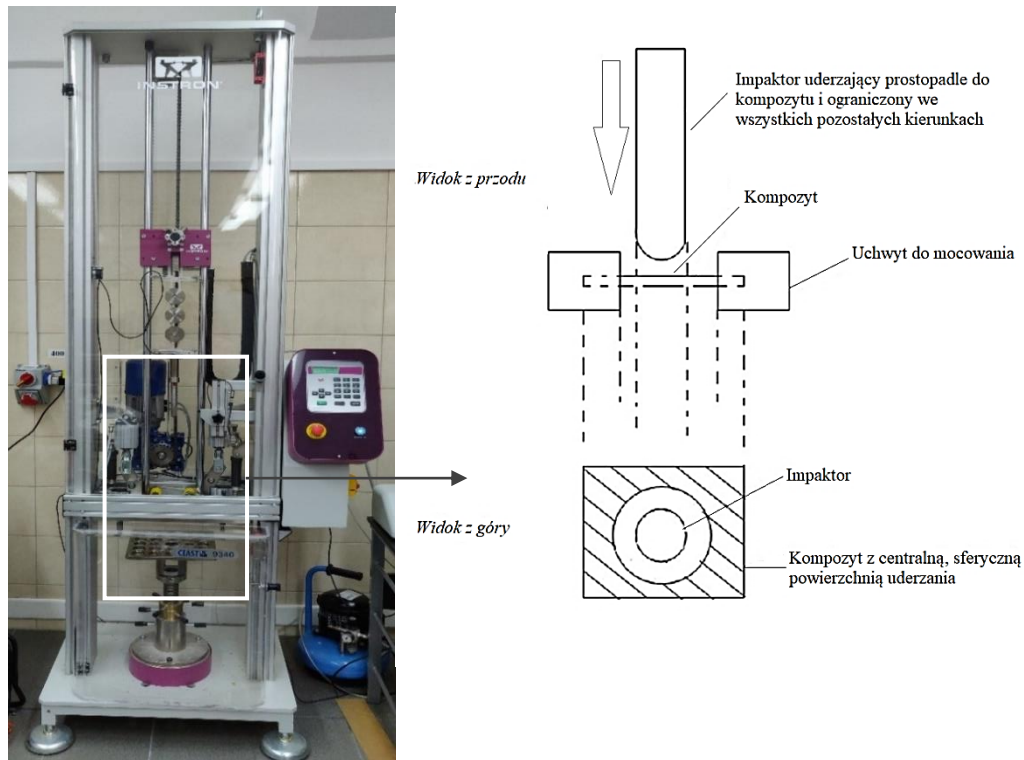 INSTRON
400
CEAST 9340
Impaktor uderzający prostopadle do
kompozytu i ograniczony we
wszystkich pozostałych kierunkach
Widok z przodu
Kompozyt
Uchwyt do mocowania
Impaktor
Widok z góry
Kompozyt z centralną, sferyczną
powierzchnią uderzania